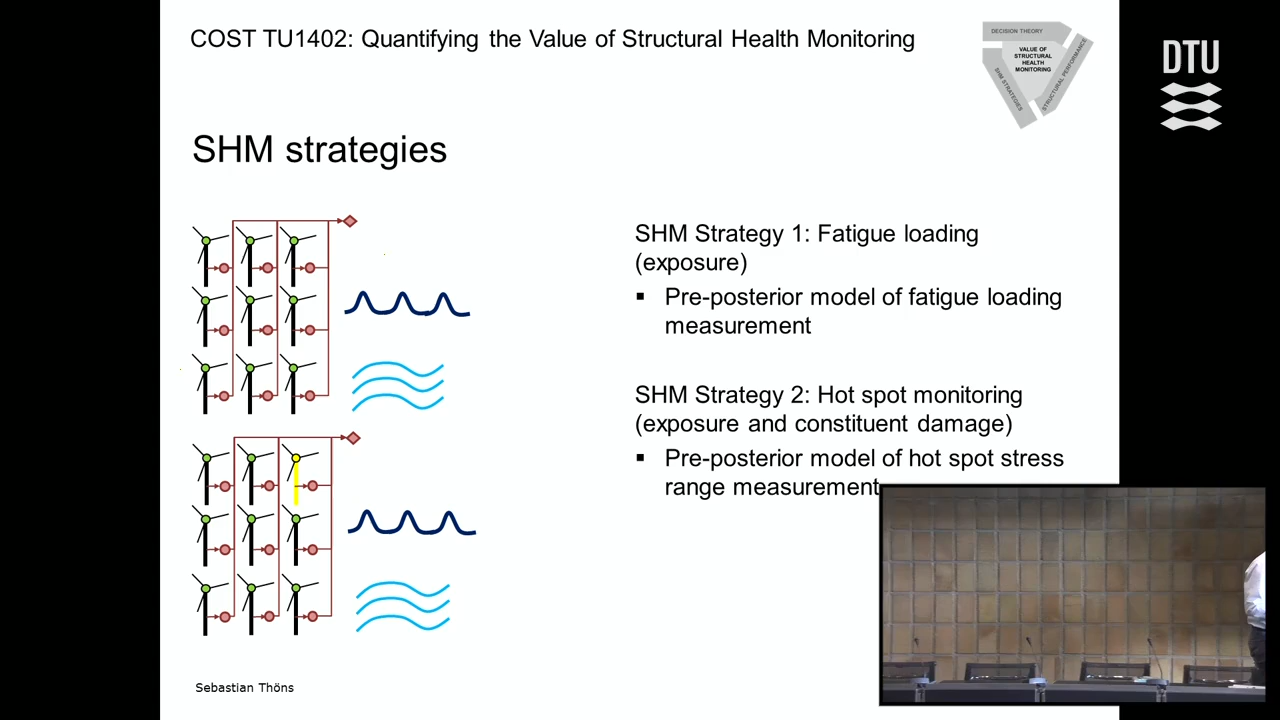 COST TU1402: Quantifying the Value of Structural Health Monitoring
DECISION THEORY
VALUE OF
STRUCTURAL
HEALTH
MONITORING
SHM STRATEGIES
STRUCTURAL PERFORMANCE
DTU
SHM strategies
SHM Strategy 1: Fatigue loading
(exposure)
▪ Pre-posterior model of fatigue loading
measurement
SHM Strategy 2: Hot spot monitoring
(exposure and constituent damage)
▪ Pre-posterior model of hot spot stress
range measurement
Sebastian Thöns